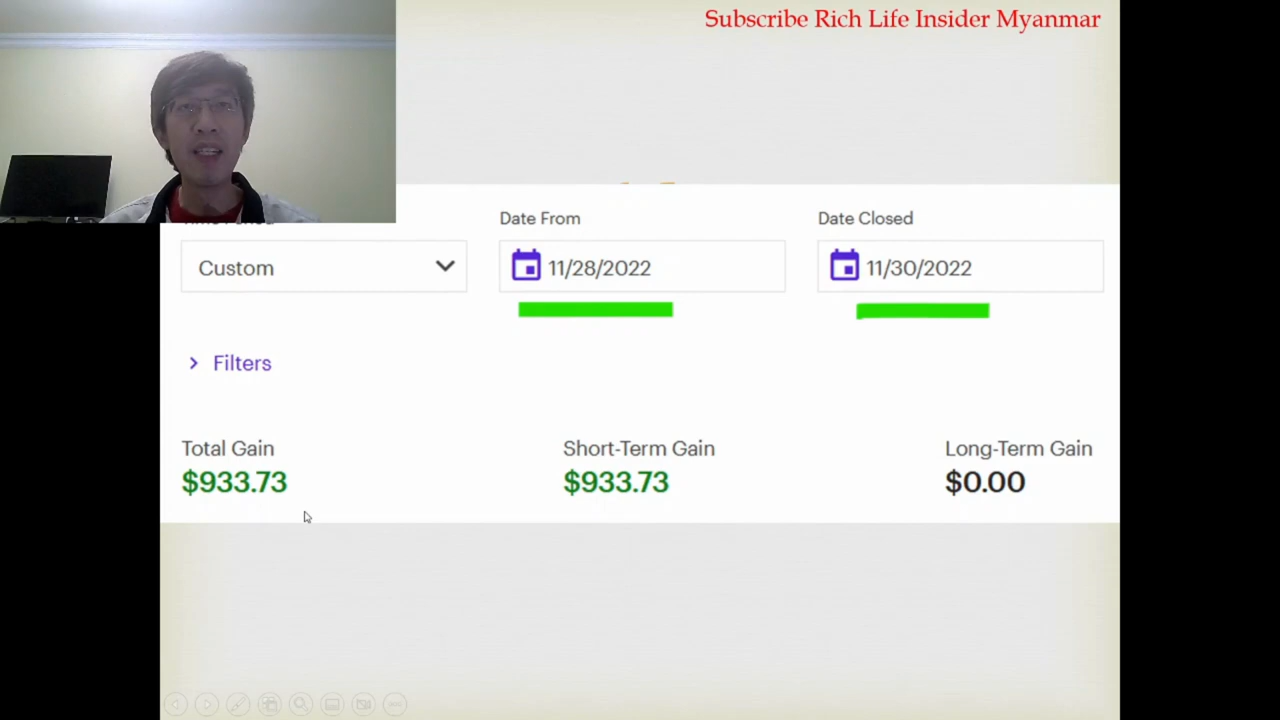 Subscribe Rich Life Insider Myanmar
Date From
Date Closed
Custom
11/28/2022
11/30/2022
Filters
Total Gain
Short-Term Gain
Long-Term Gain
$933.73
$933.73
$0.00